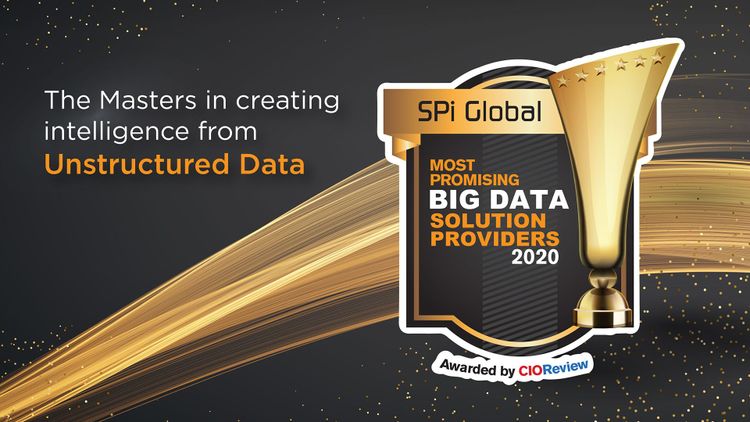 The Masters in creating
intelligence from
Unstructured Data
SPi Global
MOST
PROMISING
BIG DATA
SOLUTION
PROVIDERS
2020
Awarded by CIOReview